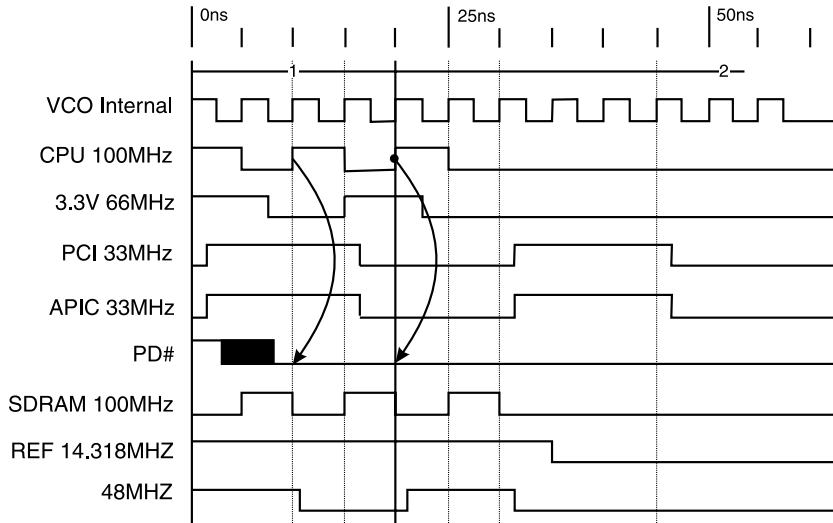 0ns 25ns 50ns
1 2
VCO Internal
CPU 100MHz
3.3V 66MHz
PCI 33MHz
APIC 33MHz
PD#
SDRAM 100MHz
REF 14.318MHZ
48MHZ